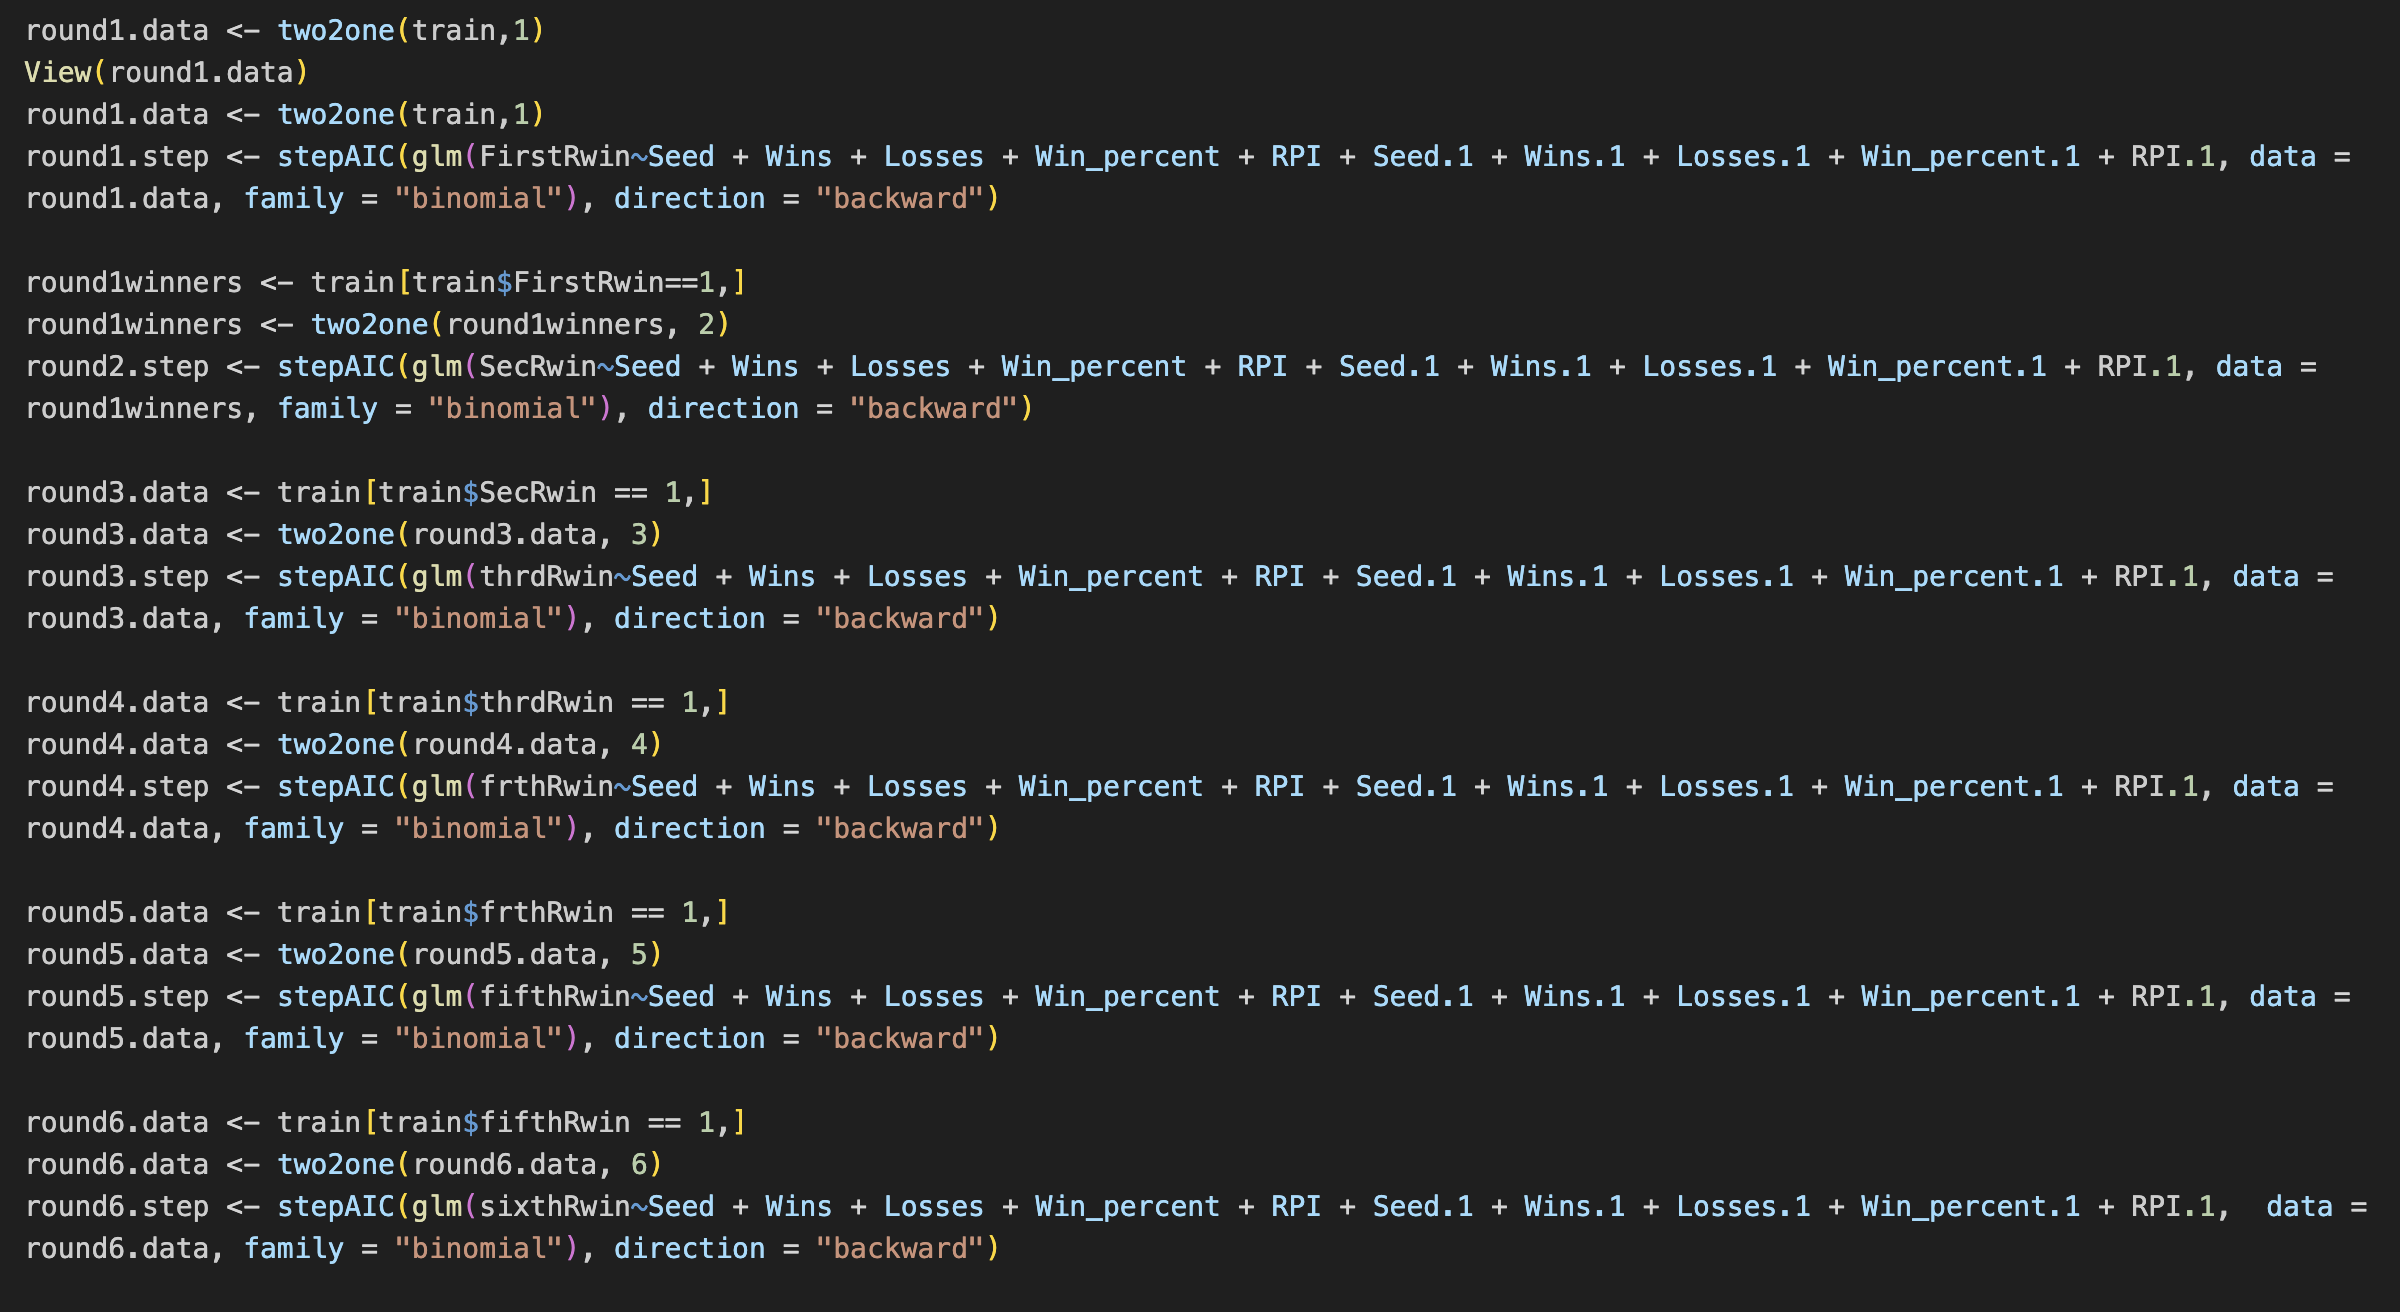 round1.data <- two2one(train,1)
View(round1.data)
round1.data <- two2one(train,1)
round1.step <- stepAIC(glm(FirstRwin~Seed + Wins + Losses + Win_percent + RPI + Seed.1 + Wins.1 + Losses.1 + Win_percent.1 + RPI.1, data =
round1.data, family = "binomial"), direction = "backward")

round1winners <- train[train$FirstRwin==1,]
round1winners <- two2one(round1winners, 2)
round2.step <- stepAIC(glm(SecRwin~Seed + Wins + Losses + Win_percent + RPI + Seed.1 + Wins.1 + Losses.1 + Win_percent.1 + RPI.1, data =
round1winners, family = "binomial"), direction = "backward")

round3.data <- train[train$SecRwin == 1,]
round3.data <- two2one(round3.data, 3)
round3.step <- stepAIC(glm(thrdRwin~Seed + Wins + Losses + Win_percent + RPI + Seed.1 + Wins.1 + Losses.1 + Win_percent.1 + RPI.1, data =
round3.data, family = "binomial"), direction = "backward")

round4.data <- train[train$thrdRwin == 1,]
round4.data <- two2one(round4.data, 4)
round4.step <- stepAIC(glm(frthRwin~Seed + Wins + Losses + Win_percent + RPI + Seed.1 + Wins.1 + Losses.1 + Win_percent.1 + RPI.1, data =
round4.data, family = "binomial"), direction = "backward")

round5.data <- train[train$frthRwin == 1,]
round5.data <- two2one(round5.data, 5)
round5.step <- stepAIC(glm(fifthRwin~Seed + Wins + Losses + Win_percent + RPI + Seed.1 + Wins.1 + Losses.1 + Win_percent.1 + RPI.1, data =
round5.data, family = "binomial"), direction = "backward")

round6.data <- train[train$fifthRwin == 1,]
round6.data <- two2one(round6.data, 6)
round6.step <- stepAIC(glm(sixthRwin~Seed + Wins + Losses + Win_percent + RPI + Seed.1 + Wins.1 + Losses.1 + Win_percent.1 + RPI.1,  data =
round6.data, family = "binomial"), direction = "backward")